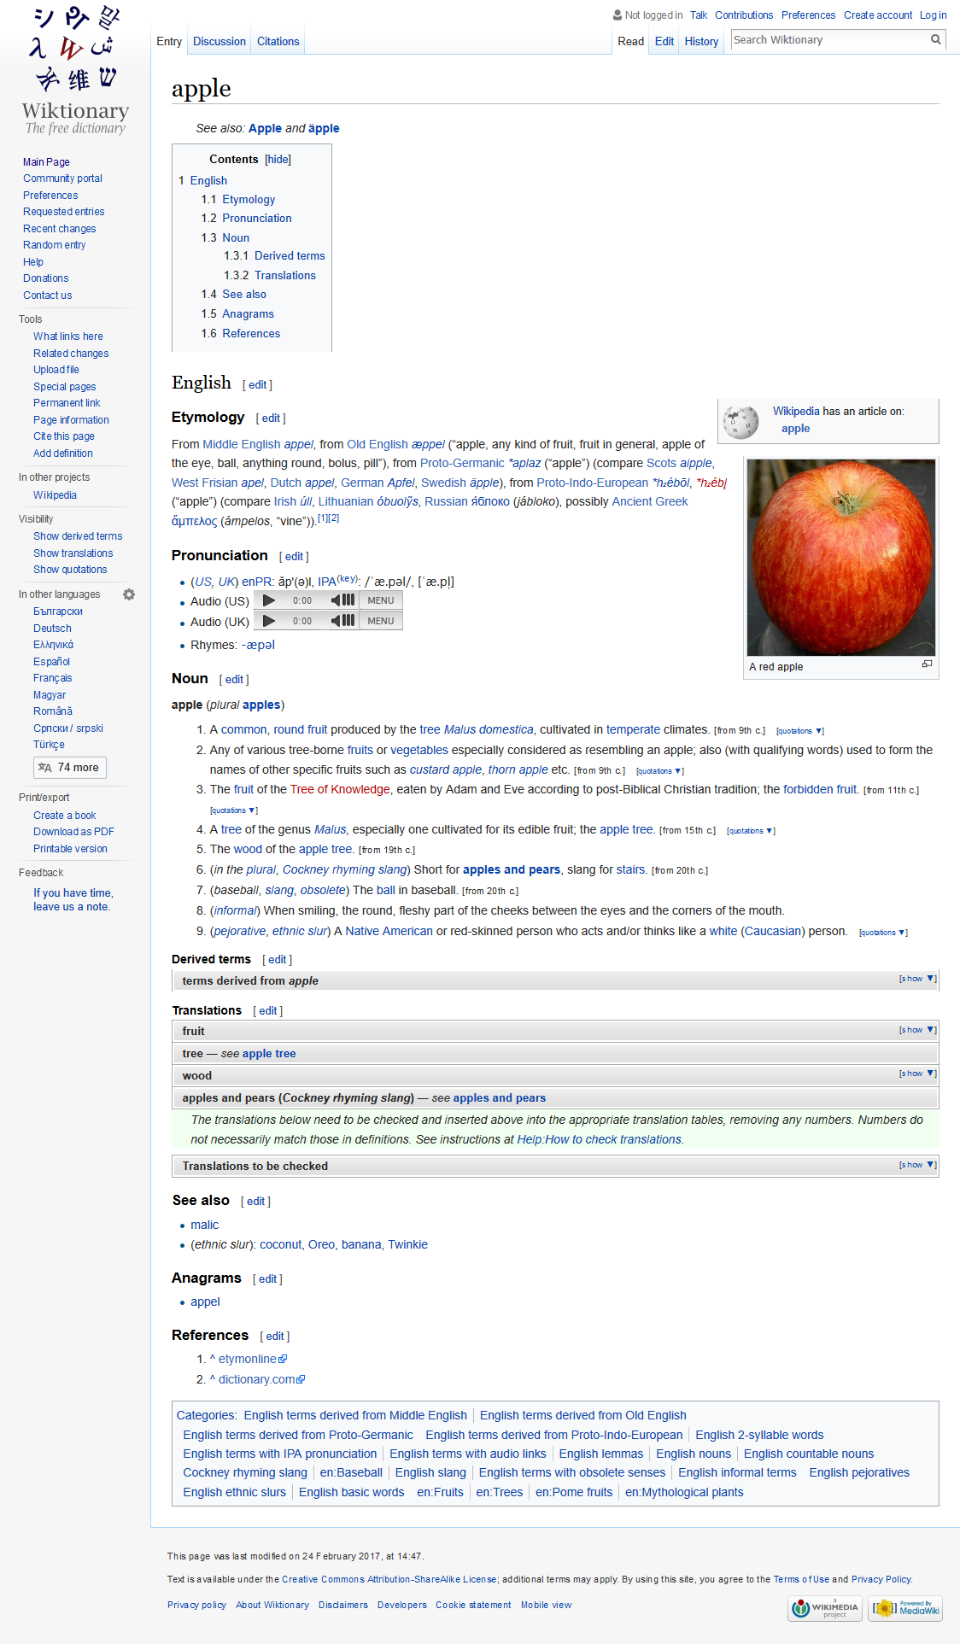 Not logged in Talk Contributions Preferences Create account Log in
Entry Discussion Citations
Read Edit History Search Wiktionary
Wiktionary
The free dictionary
Main Page
Community portal
Preferences
Requested entries
Recent changes
Random entry
Help
Donations
Contact us
Tools
What links here
Related changes
Upload file
Special pages
Permanent link
Page information
Cite this page
Add definition
In other projects
Wikipedia
Visibility
Show derived terms
Show translations
Show quotations
In other languages
Български
Deutsch
Ελληνικά
Español
Français
Magyar
Română
Српски / srpski
Türkçe
74 more
Print/export
Create a book
Download as PDF
Printable version
Feedback
If you have time,
leave us a note.
apple
See also: Apple and äpple
Contents [hide]
1 English
1.1 Etymology
1.2 Pronunciation
1.3 Noun
1.3.1 Derived terms
1.3.2 Translations
1.4 See also
1.5 Anagrams
1.6 References
English [ edit ]
Wikipedia has an article on:
apple
Etymology [ edit ]
From Middle English appel, from Old English æppel (“apple, any kind of fruit, fruit in general, apple of
the eye, ball, anything round, bolus, pill”), from Proto-Germanic *aplaz (“apple”) (compare Scots aipple,
West Frisian apel, Dutch appel, German Apfel, Swedish äpple), from Proto-Indo-European *h₂ébōl, *h₂ébl̥
(“apple”) (compare Irish úll, Lithuanian óbuolỹs, Russian я́блоко (jábloko), possibly Ancient Greek
ἄμπελος (ámpelos, “vine”)).[1][2]
A red apple
Pronunciation [ edit ]
(US, UK) enPR: ăp′(ə)l, IPA(key): /ˈæ.pəl/, [ˈæ.pl̩]
Audio (US) 0:00 MENU
Audio (UK) 0:00 MENU
Rhymes: -æpəl
Noun [ edit ]
apple (plural apples)
1. A common, round fruit produced by the tree Malus domestica, cultivated in temperate climates. [from 9th c.] [quotations ▼]
2. Any of various tree-borne fruits or vegetables especially considered as resembling an apple; also (with qualifying words) used to form the
names of other specific fruits such as custard apple, thorn apple etc. [from 9th c.] [quotations ▼]
3. The fruit of the Tree of Knowledge, eaten by Adam and Eve according to post-Biblical Christian tradition; the forbidden fruit. [from 11th c.]
[quotations ▼]
4. A tree of the genus Malus, especially one cultivated for its edible fruit; the apple tree. [from 15th c.] [quotations ▼]
5. The wood of the apple tree. [from 19th c.]
6. (in the plural, Cockney rhyming slang) Short for apples and pears, slang for stairs. [from 20th c.]
7. (baseball, slang, obsolete) The ball in baseball. [from 20th c.]
8. (informal) When smiling, the round, fleshy part of the cheeks between the eyes and the corners of the mouth.
9. (pejorative, ethnic slur) A Native American or red-skinned person who acts and/or thinks like a white (Caucasian) person. [quotations ▼]
Derived terms [ edit ]
terms derived from apple [show ▼]
Translations [ edit ]
fruit [show ▼]
tree — see apple tree
wood [show ▼]
apples and pears (Cockney rhyming slang) — see apples and pears
The translations below need to be checked and inserted above into the appropriate translation tables, removing any numbers. Numbers do
not necessarily match those in definitions. See instructions at Help:How to check translations.
Translations to be checked [show ▼]
See also [ edit ]
malic
(ethnic slur): coconut, Oreo, banana, Twinkie
Anagrams [ edit ]
appel
References [ edit ]
1. ^ etymonline
2. ^ dictionary.com
Categories: English terms derived from Middle English | English terms derived from Old English
English terms derived from Proto-Germanic English terms derived from Proto-Indo-European | English 2-syllable words
English terms with IPA pronunciation | English terms with audio links | English lemmas | English nouns | English countable nouns
Cockney rhyming slang | en:Baseball | English slang | English terms with obsolete senses | English informal terms English pejoratives
English ethnic slurs | English basic words en:Fruits | en:Trees | en:Pome fruits | en:Mythological plants
This page was last modified on 24 February 2017, at 14:47.
Text is available under the Creative Commons Attribution-ShareAlike License; additional terms may apply. By using this site, you agree to the Terms of Use and Privacy Policy.
Privacy policy About Wiktionary Disclaimers Developers Cookie statement Mobile view
A WIKIMEDIA project
Powered By MediaWiki